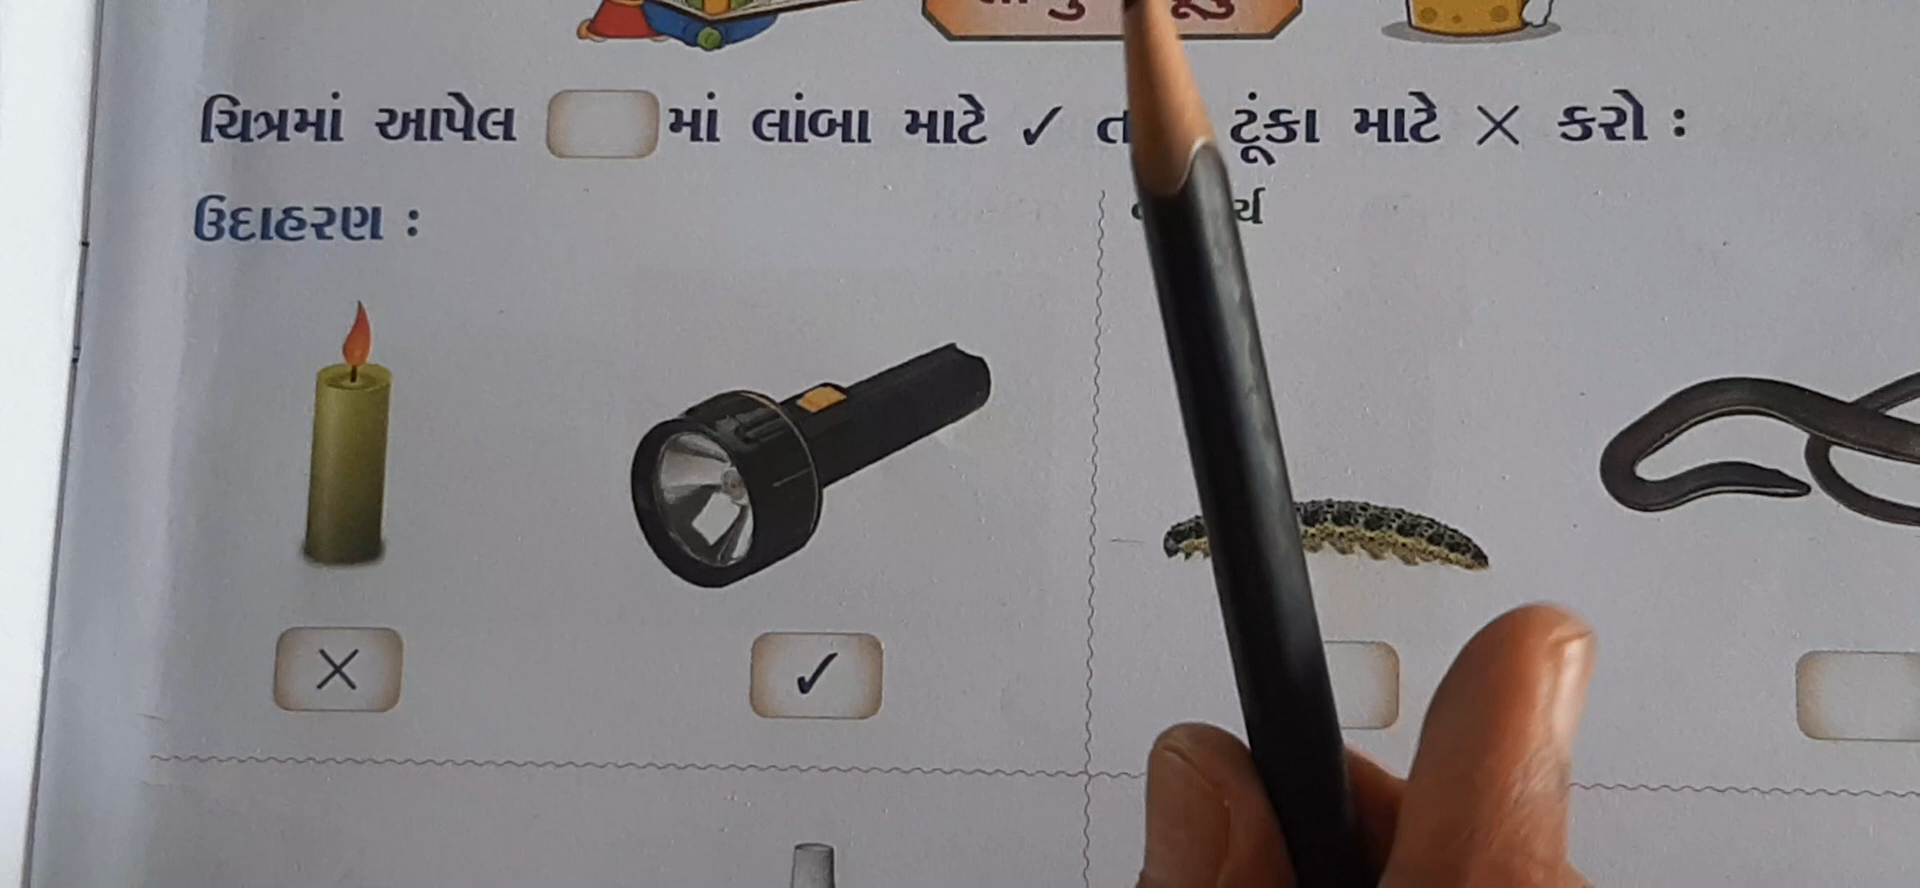 ચિત્રમાં આપેલ માં લાંબા માટે ✓ ટૂંકા માટે × કરો :
ઉદાહરણ :
× ✓